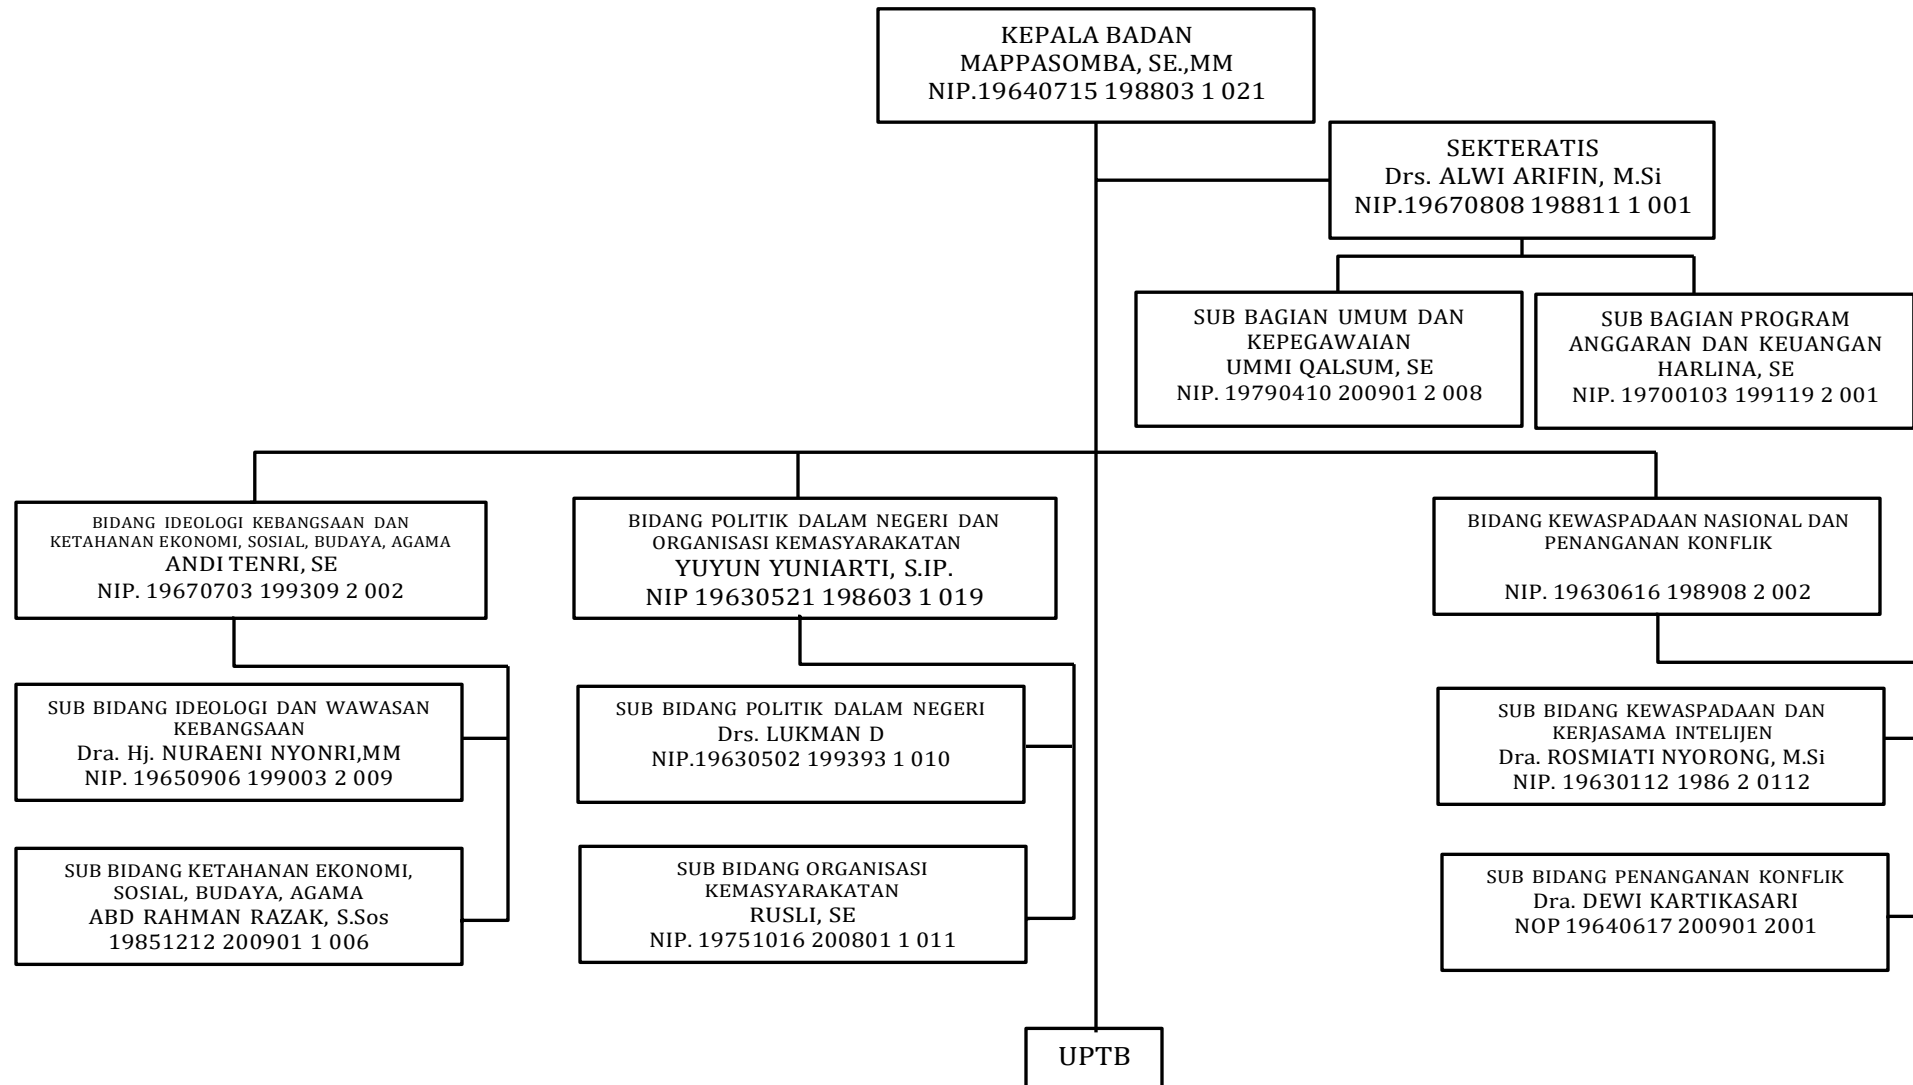 KEPALA BADAN
MAPPASOMBA, SE.,MM
NIP.19640715 198803 1 021
SEKTERATIS
Drs. ALWI ARIFIN, M.Si
NIP.19670808 198811 1 001
SUB BAGIAN UMUM DAN
KEPEGAWAIAN
UMMI QALSUM, SE
NIP. 19790410 200901 2 008
SUB BAGIAN PROGRAM
ANGGARAN DAN KEUANGAN
HARLINA, SE
NIP. 19700103 199119 2 001
BIDANG IDEOLOGI KEBANGSAAN DAN
KETAHANAN EKONOMI, SOSIAL, BUDAYA, AGAMA
ANDI TENRI, SE
NIP. 19670703 199309 2 002
BIDANG POLITIK DALAM NEGERI DAN
ORGANISASI KEMASYARAKATAN
YUYUN YUNIARTI, S.IP.
NIP 19630521 198603 1 019
BIDANG KEWASPADAAN NASIONAL DAN
PENANGANAN KONFLIK
NIP. 19630616 198908 2 002
SUB BIDANG IDEOLOGI DAN WAWASAN
KEBANGSAAN
Dra. Hj. NURAENI NYONRI,MM
NIP. 19650906 199003 2 009
SUB BIDANG POLITIK DALAM NEGERI
Drs. LUKMAN D
NIP.19630502 199393 1 010
SUB BIDANG KEWASPADAAN DAN
KERJASAMA INTELIJEN
Dra. ROSMIATI NYORONG, M.Si
NIP. 19630112 1986 2 0112
SUB BIDANG KETAHANAN EKONOMI,
SOSIAL, BUDAYA, AGAMA
ABD RAHMAN RAZAK, S.Sos
19851212 200901 1 006
SUB BIDANG ORGANISASI
KEMASYARAKATAN
RUSLI, SE
NIP. 19751016 200801 1 011
SUB BIDANG PENANGANAN KONFLIK
Dra. DEWI KARTIKASARI
NOP 19640617 200901 2001
UPTB